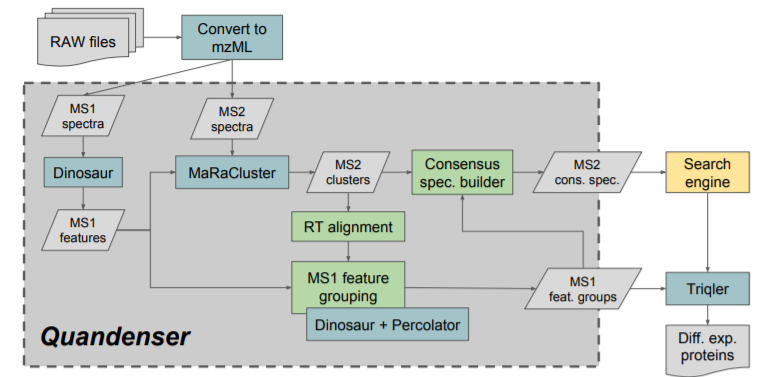 RAW files
Convert to
mzML
MS1
spectra
MS2
spectra
Dinosaur
MaRaCluster
MS2
clusters
Consensus
spec. builder
MS2
cons. spec.
Search
engine
MS1
features
RT alignment
MS1 feature
grouping
MS1
feat. groups
Triqler
Dinosaur + Percolator
Quandenser
Diff. exp.
proteins